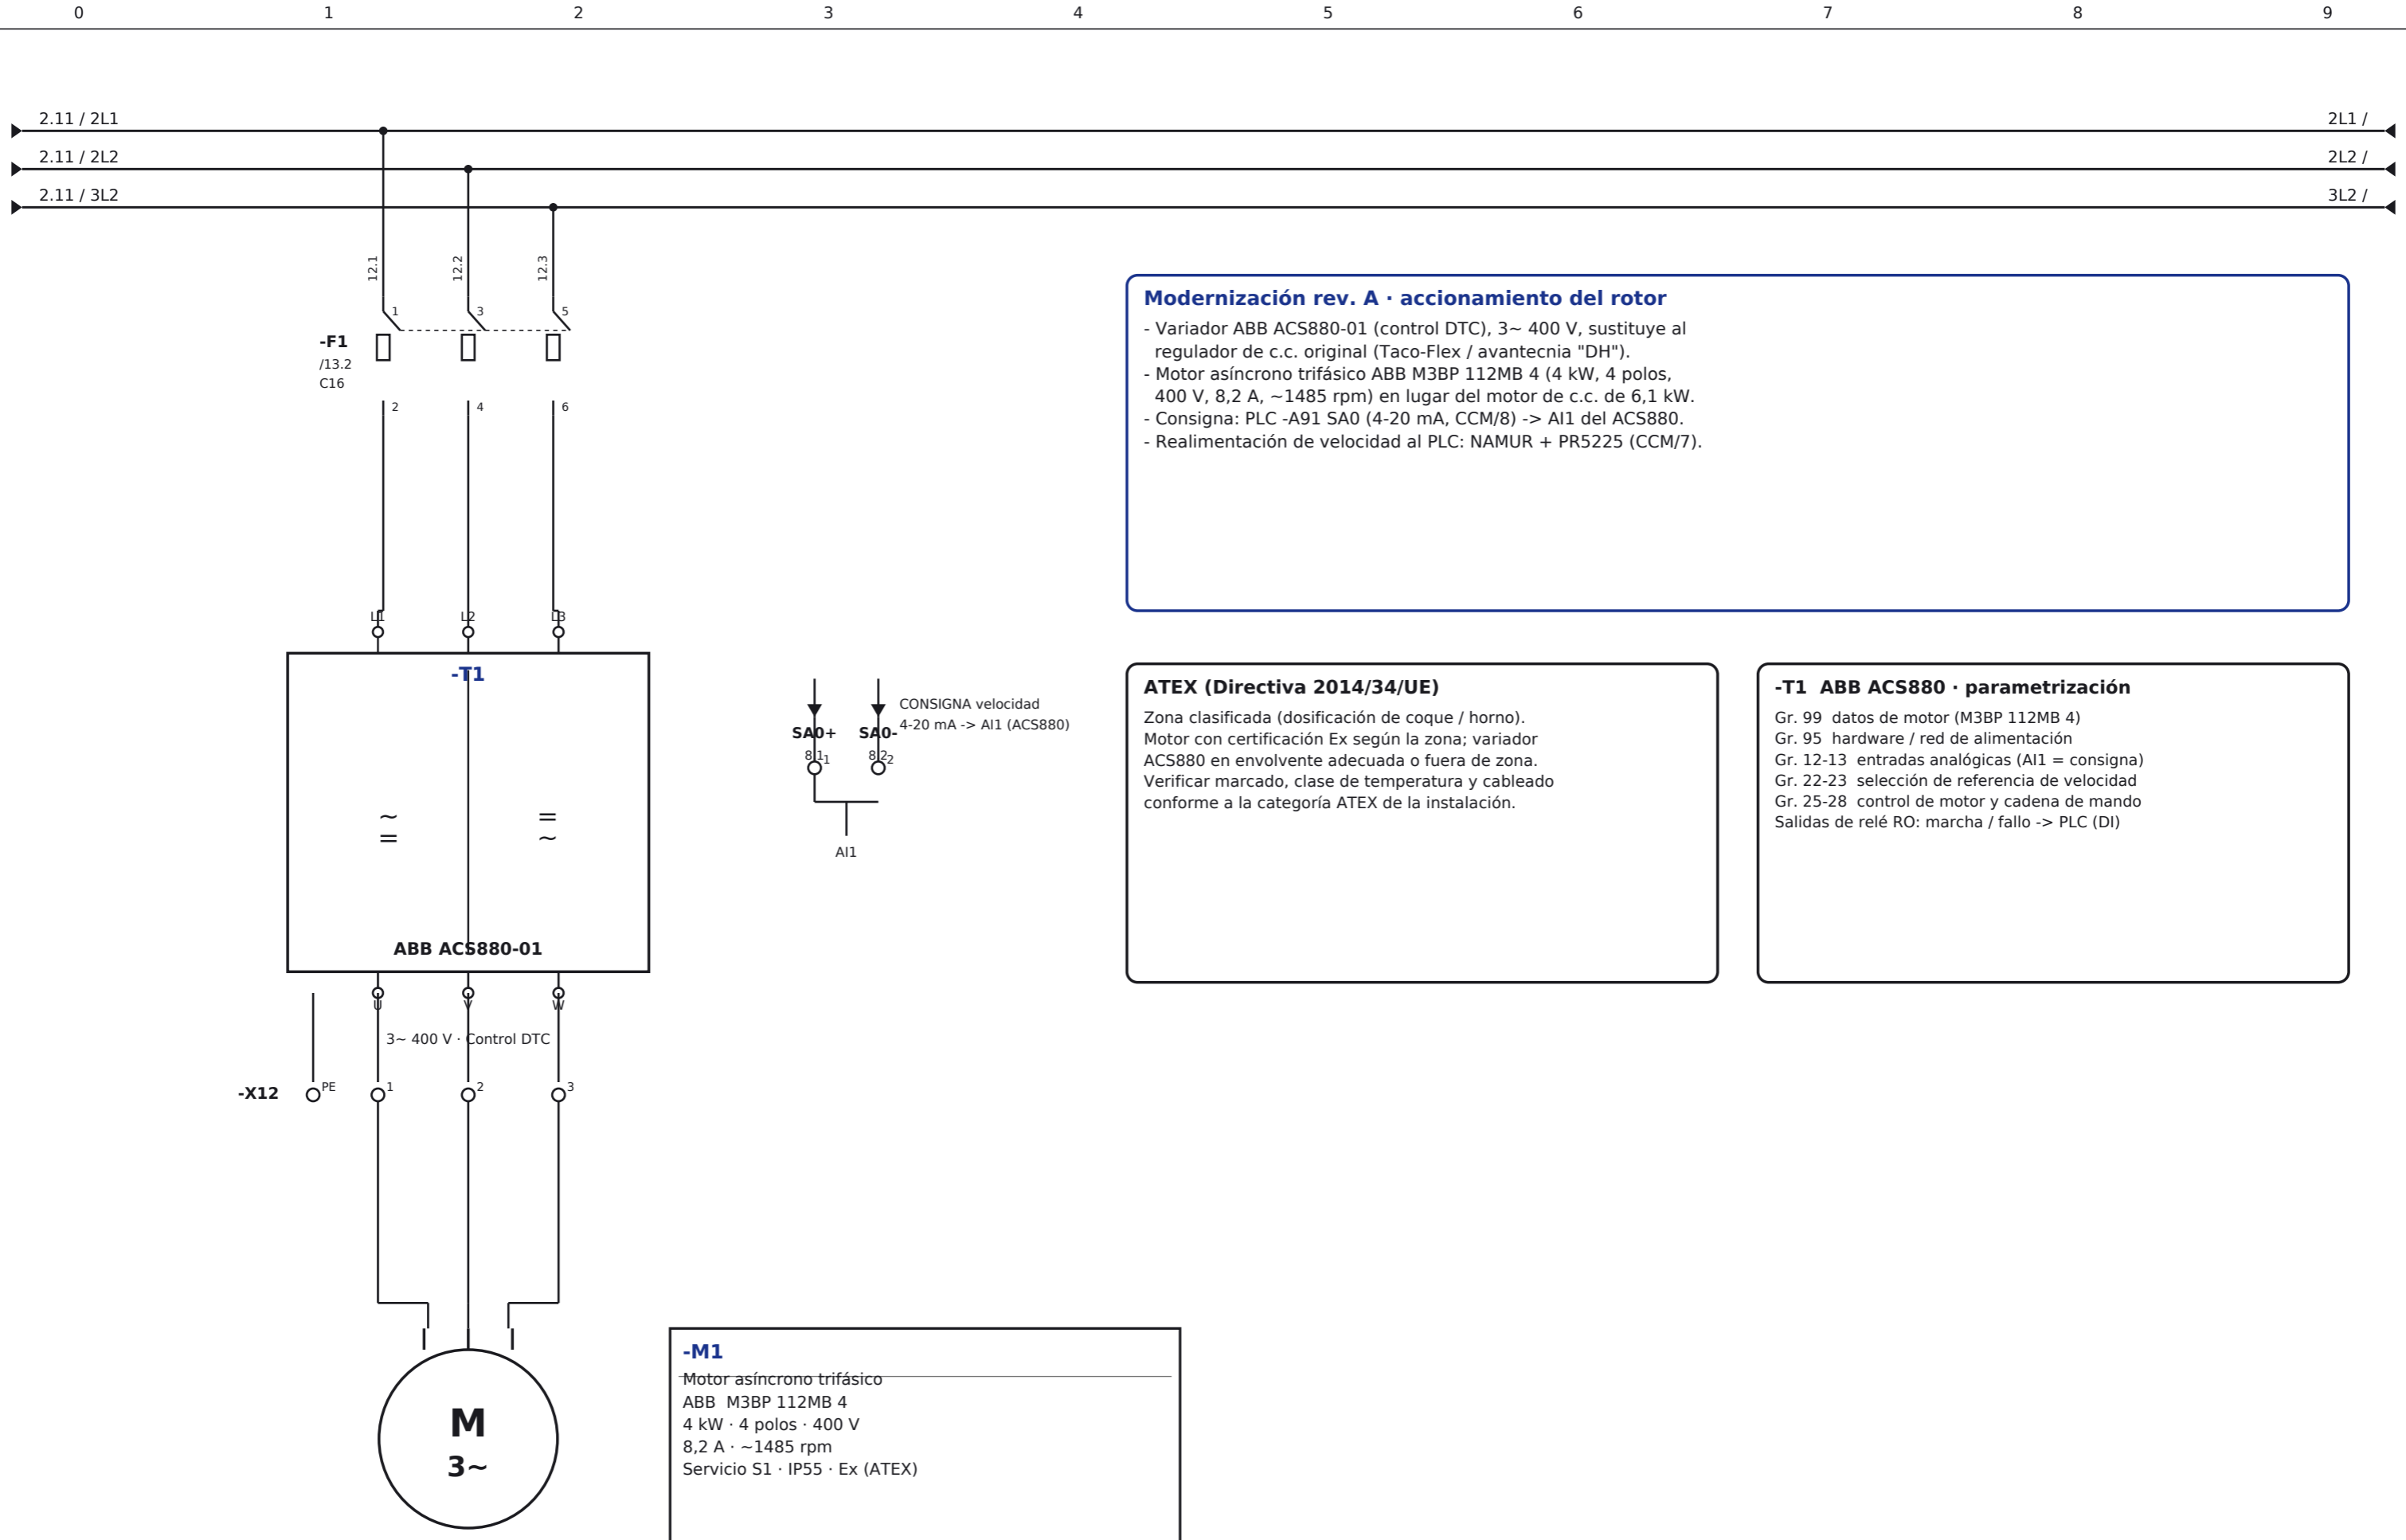 0 1 2 3 4 5 6 7 8 9
2.11 / 2L1 2L1 /
2.11 / 2L2 2L2 /
2.11 / 3L2 3L2 /
12.1 12.2 12.3
1 3 5
-F1
/13.2
C16
2 4 6
Modernización rev. A · accionamiento del rotor
- Variador ABB ACS880-01 (control DTC), 3~ 400 V, sustituye al
regulador de c.c. original (Taco-Flex / avantecnia "DH").
- Motor asíncrono trifásico ABB M3BP 112MB 4 (4 kW, 4 polos,
400 V, 8,2 A, ~1485 rpm) en lugar del motor de c.c. de 6,1 kW.
- Consigna: PLC -A91 SA0 (4-20 mA, CCM/8) -> AI1 del ACS880.
- Realimentación de velocidad al PLC: NAMUR + PR5225 (CCM/7).
L1 L2 L3
-T1
~ =
= ~
ABB ACS880-01
CONSIGNA velocidad
4-20 mA -> AI1 (ACS880)
SA0+ SA0-
8.1 1 8.2 2
AI1
ATEX (Directiva 2014/34/UE)
Zona clasificada (dosificación de coque / horno).
Motor con certificación Ex según la zona; variador
ACS880 en envolvente adecuada o fuera de zona.
Verificar marcado, clase de temperatura y cableado
conforme a la categoría ATEX de la instalación.
-T1 ABB ACS880 · parametrización
Gr. 99 datos de motor (M3BP 112MB 4)
Gr. 95 hardware / red de alimentación
Gr. 12-13 entradas analógicas (AI1 = consigna)
Gr. 22-23 selección de referencia de velocidad
Gr. 25-28 control de motor y cadena de mando
Salidas de relé RO: marcha / fallo -> PLC (DI)
U V W
3~ 400 V · Control DTC
-X12 PE 1 2 3
M
3~
-M1
Motor asíncrono trifásico
ABB M3BP 112MB 4
4 kW · 4 polos · 400 V
8,2 A · ~1485 rpm
Servicio S1 · IP55 · Ex (ATEX)